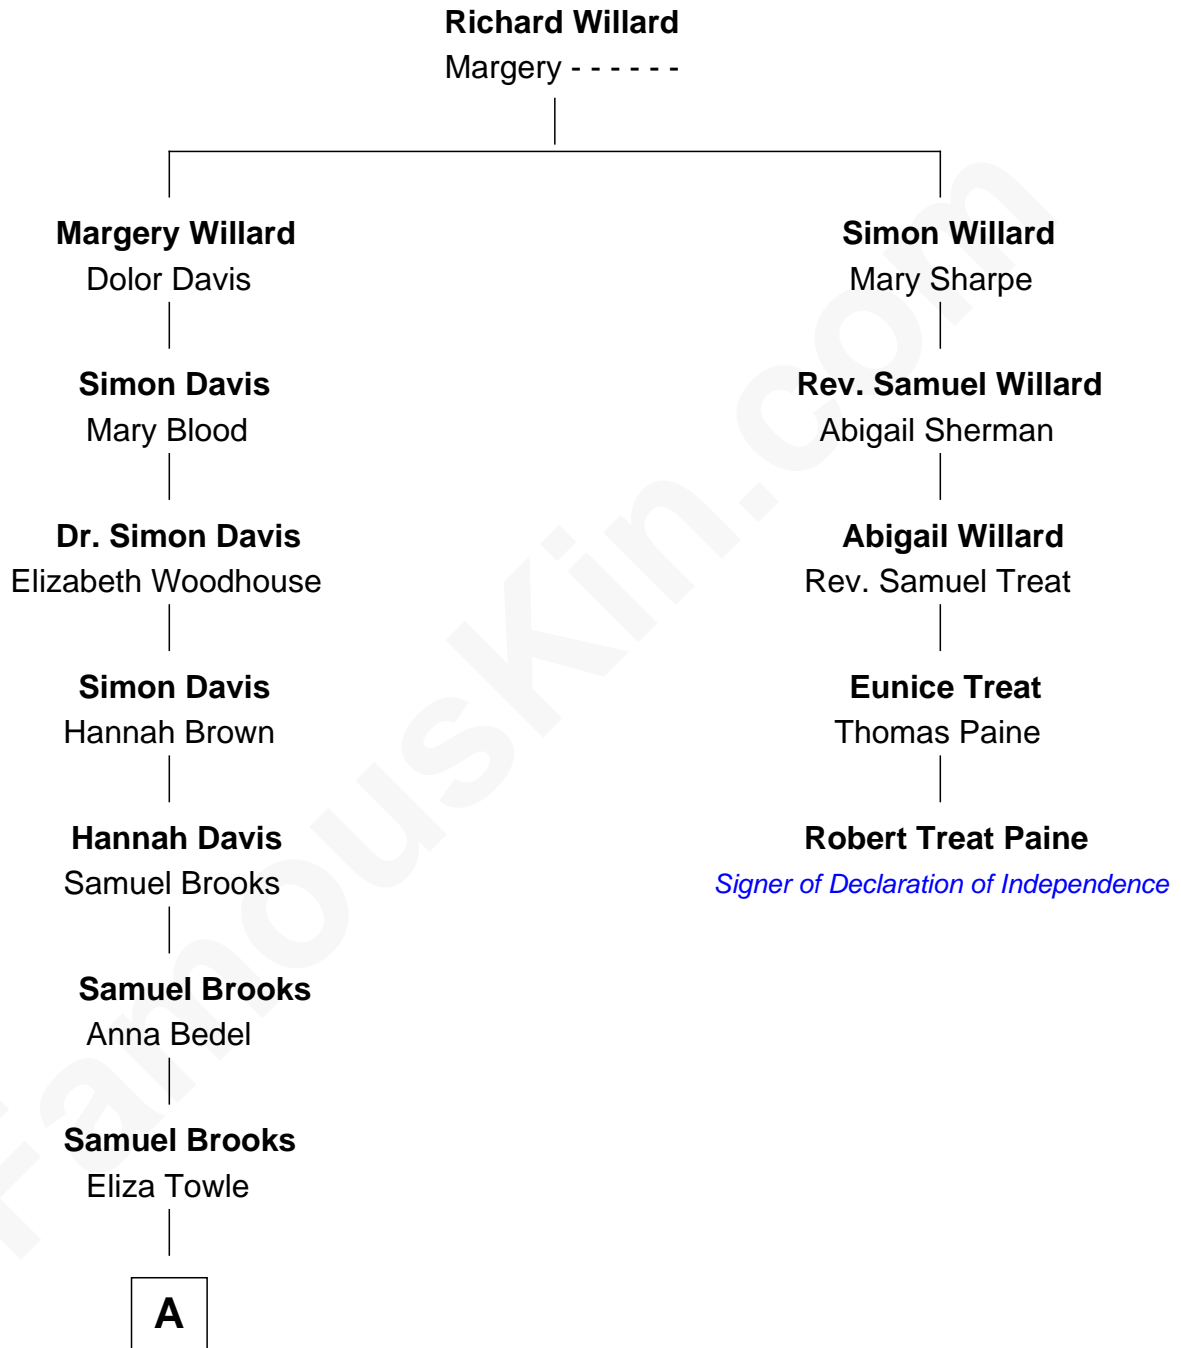 Richard Willard
Margery - - - - - -
Margery Willard
Dolor Davis
Simon Willard
Mary Sharpe
Simon Davis
Mary Blood
Rev. Samuel Willard
Abigail Sherman
Dr. Simon Davis
Elizabeth Woodhouse
Abigail Willard
Rev. Samuel Treat
Simon Davis
Hannah Brown
Eunice Treat
Thomas Paine
Hannah Davis
Samuel Brooks
Robert Treat Paine
Signer of Declaration of Independence
Samuel Brooks
Anna Bedel
Samuel Brooks
Eliza Towle
A
FamousKin.com